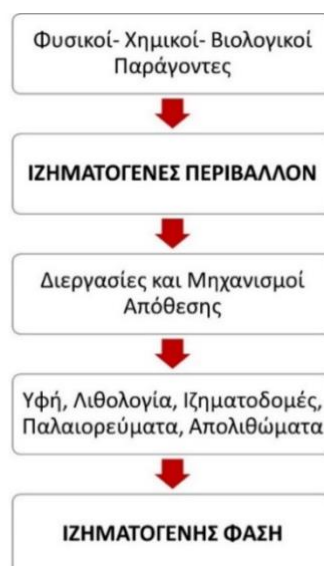 Φυσικοί- Χημικοί- Βιολογικοί
Παράγοντες
ΙΖΗΜΑΤΟΓΕΝΕΣ ΠΕΡΙΒΑΛΛΟΝ
Διεργασίες και Μηχανισμοί
Απόθεσης
Υφή, Λιθολογία, Ιζηματοδομές,
Παλαιορεύματα, Απολιθώματα
ΙΖΗΜΑΤΟΓΕΝΗΣ ΦΑΣΗ